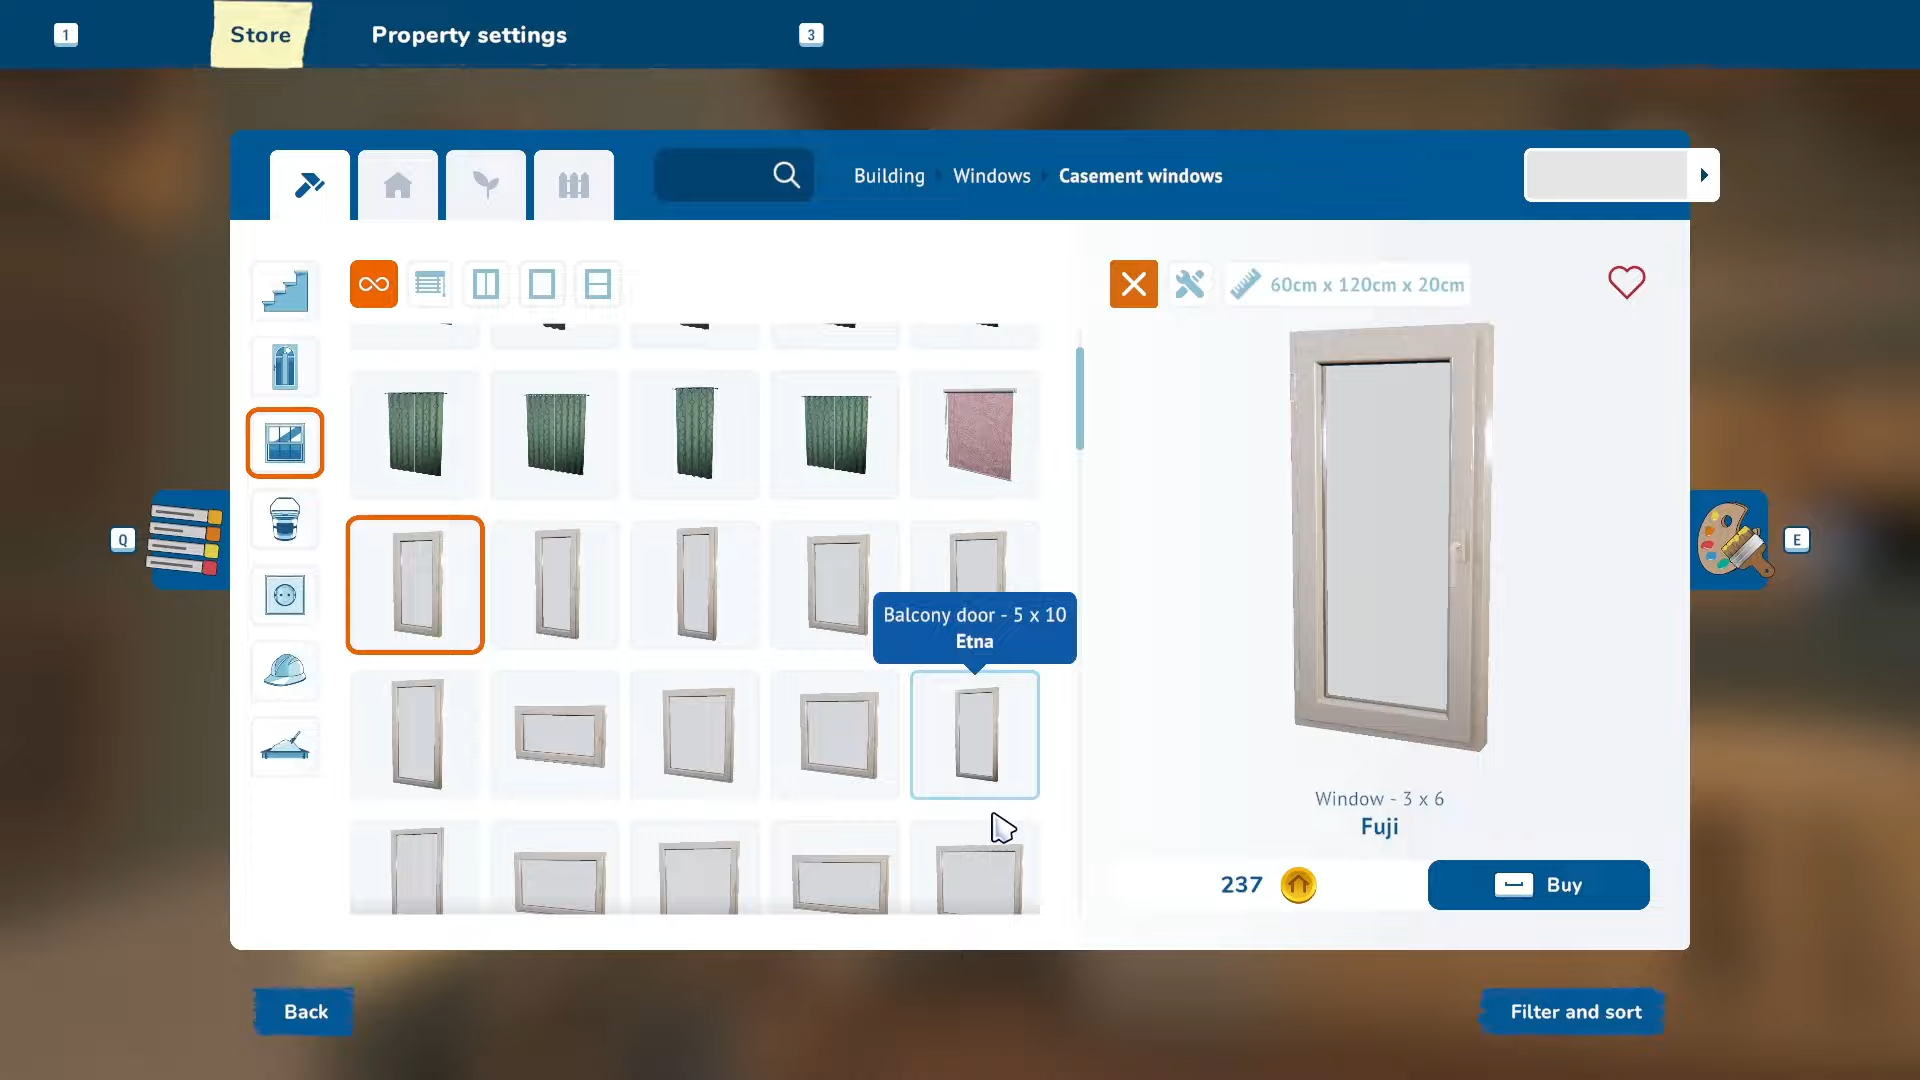 1
Store
Property settings
3
Building
Windows
Casement windows
60cm x 120cm x 20cm
Q
E
Balcony door - 5 x 10
Etna
Window - 3 x 6
Fuji
237
Buy
Back
Filter and sort